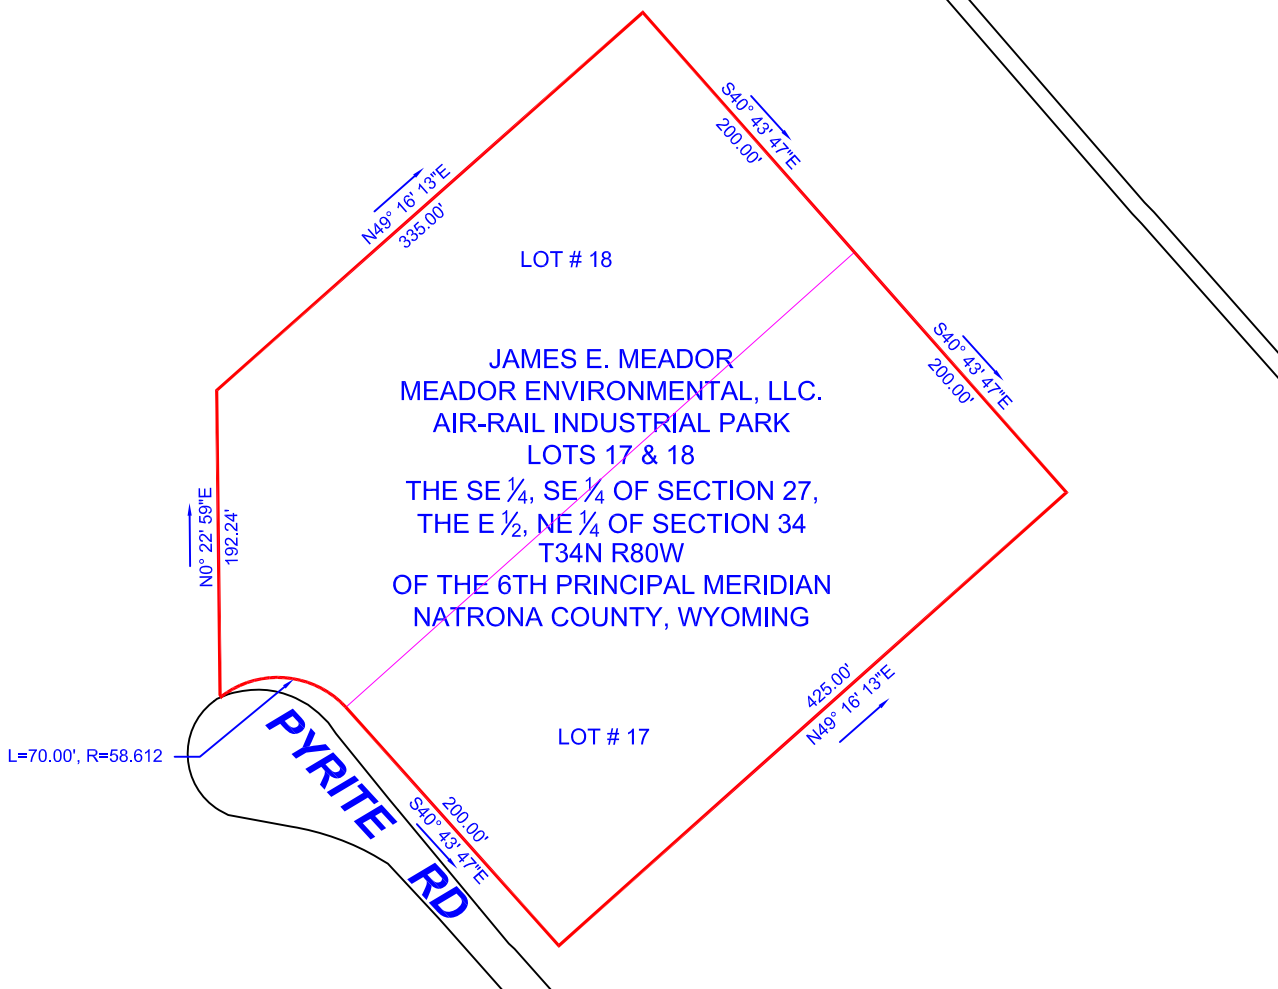 S40° 43' 47"E
200.00'
N49° 16' 13"E
335.00'
LOT # 18
S40° 43' 47"E
200.00'
JAMES E. MEADOR
MEADOR ENVIRONMENTAL, LLC.
AIR-RAIL INDUSTRIAL PARK
LOTS 17 & 18
THE SE ¼, SE ¼ OF SECTION 27,
THE E ½, NE ¼ OF SECTION 34
T34N R80W
OF THE 6TH PRINCIPAL MERIDIAN
NATRONA COUNTY, WYOMING
N0° 22' 59"E
192.24'
425.00'
N49° 16' 13"E
LOT # 17
L=70.00', R=58.612
PYRITE RD
200.00'
S40° 43' 47"E